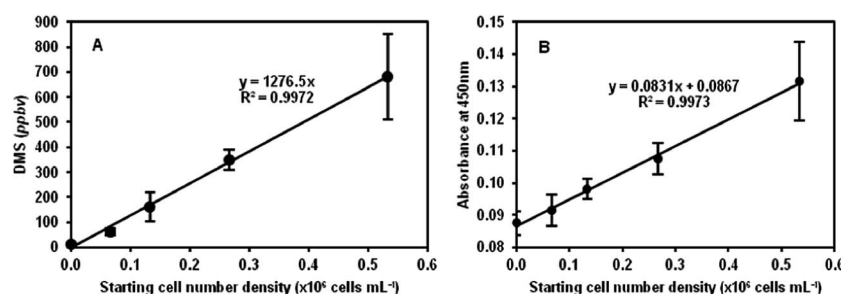 A
900
800
700
600
500
400
300
200
100
0
DMS (ppbv)
y = 1276.5x
R² = 0.9972
0.0 0.1 0.2 0.3 0.4 0.5 0.6
Starting cell number density (x10⁶ cells mL⁻¹)
B
0.15
0.14
0.13
0.12
0.11
0.10
0.09
0.08
Absorbance at 450nm
y = 0.0831x + 0.0867
R² = 0.9973
0.0 0.1 0.2 0.3 0.4 0.5 0.6
Starting cell number density (x10⁶ cells mL⁻¹)